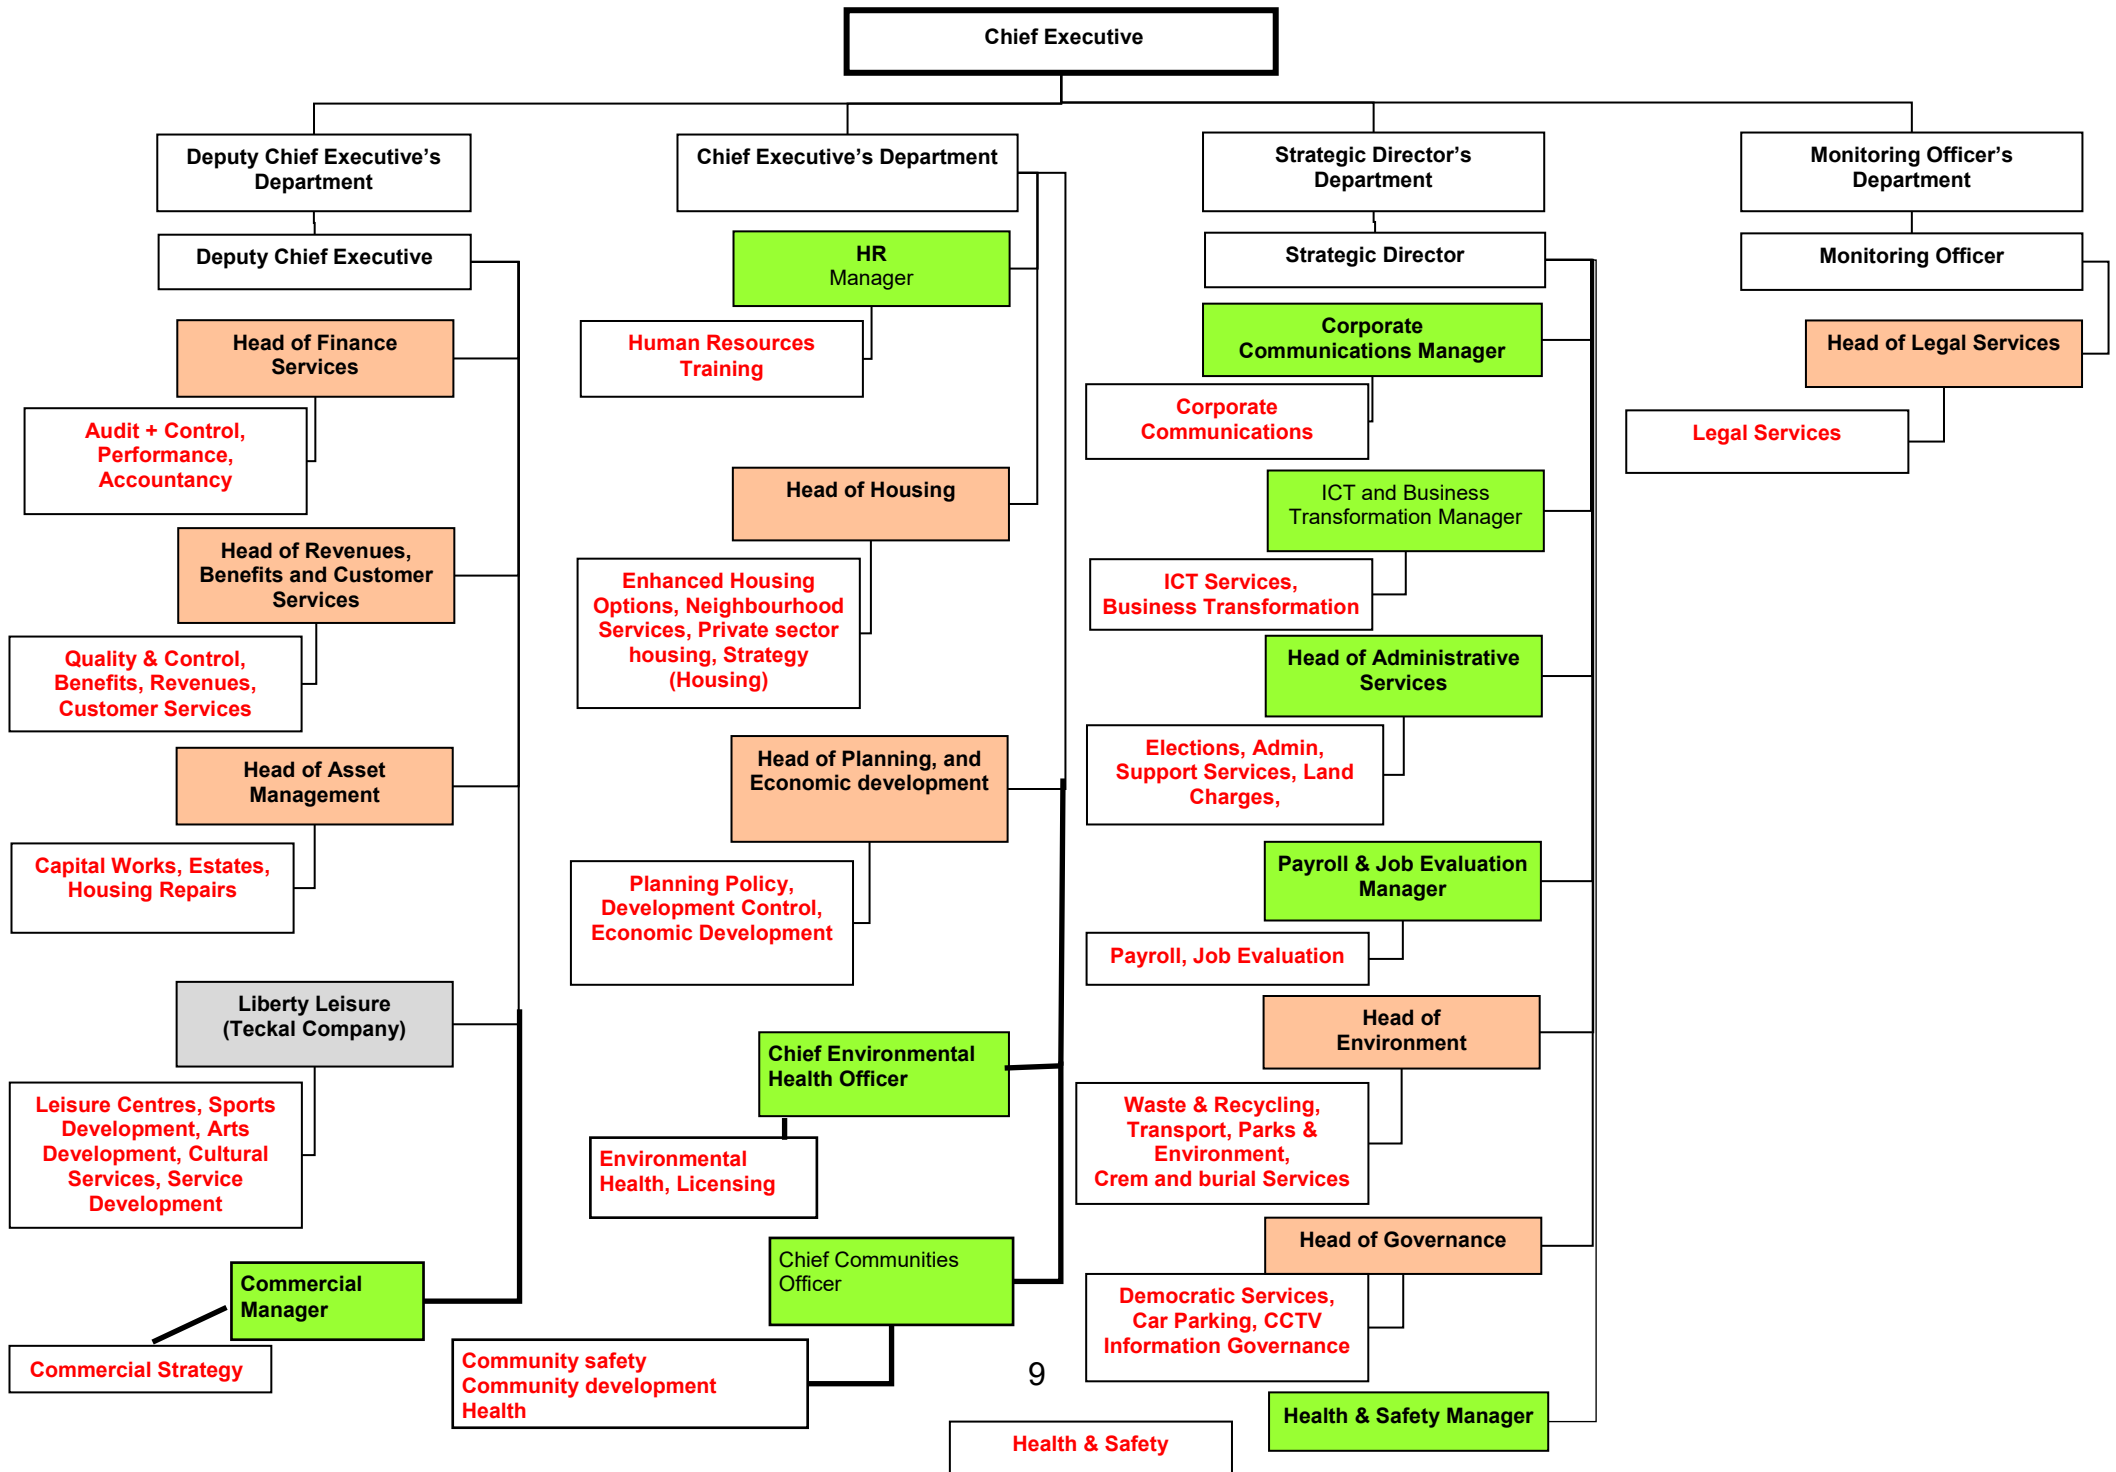 Chief Executive
Deputy Chief Executive’s
Department
Deputy Chief Executive
Head of Finance
Services
Audit + Control,
Performance,
Accountancy
Head of Revenues,
Benefits and Customer
Services
Quality & Control,
Benefits, Revenues,
Customer Services
Head of Asset
Management
Capital Works, Estates,
Housing Repairs
Liberty Leisure
(Teckal Company)
Leisure Centres, Sports
Development, Arts
Development, Cultural
Services, Service
Development
Commercial
Manager
Commercial Strategy
Chief Executive’s Department
HR
Manager
Human Resources
Training
Head of Housing
Enhanced Housing
Options, Neighbourhood
Services, Private sector
housing, Strategy
(Housing)
Head of Planning, and
Economic development
Planning Policy,
Development Control,
Economic Development
Chief Environmental
Health Officer
Environmental
Health, Licensing
Chief Communities
Officer
Community safety
Community development
Health
Strategic Director’s
Department
Strategic Director
Corporate
Communications Manager
Corporate
Communications
ICT and Business
Transformation Manager
ICT Services,
Business Transformation
Head of Administrative
Services
Elections, Admin,
Support Services, Land
Charges,
Payroll & Job Evaluation
Manager
Payroll, Job Evaluation
Head of
Environment
Waste & Recycling,
Transport, Parks &
Environment,
Crem and burial Services
Head of Governance
Democratic Services,
Car Parking, CCTV
Information Governance
Health & Safety Manager
Health & Safety
Monitoring Officer’s
Department
Monitoring Officer
Head of Legal Services
Legal Services
9